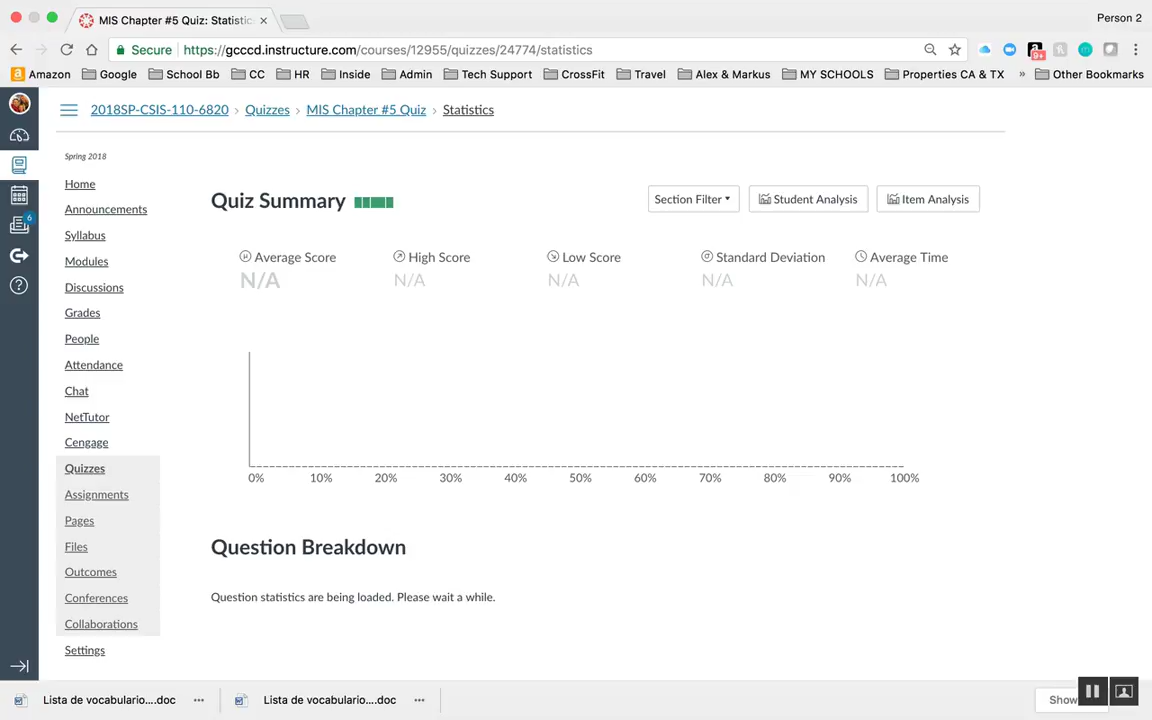 MIS Chapter #5 Quiz: Statistic
Person 2
Secure
https://gcccd.instructure.com/courses/12955/quizzes/24774/statistics
9+
Amazon Google School Bb CC HR Inside Admin Tech Support CrossFit Travel Alex & Markus MY SCHOOLS Properties CA & TX » Other Bookmarks
2018SP-CSIS-110-6820 › Quizzes › MIS Chapter #5 Quiz › Statistics
Spring 2018
Home
Announcements
Syllabus
Modules
6
Discussions
Grades
People
Attendance
Chat
NetTutor
Cengage
Quizzes
Assignments
Pages
Files
Outcomes
Conferences
Collaborations
Settings
Quiz Summary
Section Filter
Student Analysis
Item Analysis
Average Score High Score Low Score Standard Deviation Average Time
N/A N/A N/A N/A N/A
0% 10% 20% 30% 40% 50% 60% 70% 80% 90% 100%
Question Breakdown
Question statistics are being loaded. Please wait a while.
Lista de vocabulario....doc
Lista de vocabulario....doc
Show